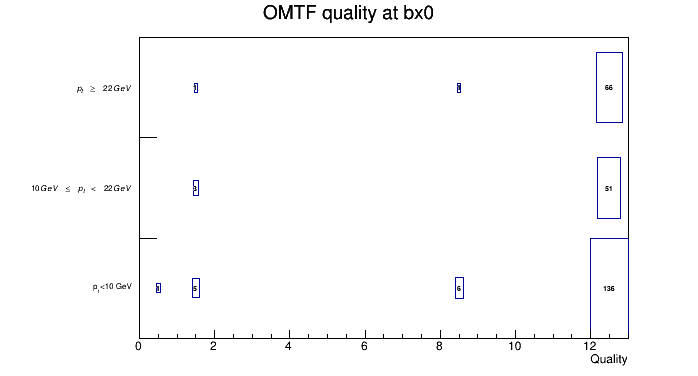 OMTF quality at bx0
p_t ≥ 22 GeV
66
10 GeV ≤ p_t < 22 GeV
51
p_t<10 GeV
5
6
136
0 2 4 6 8 10 12
Quality